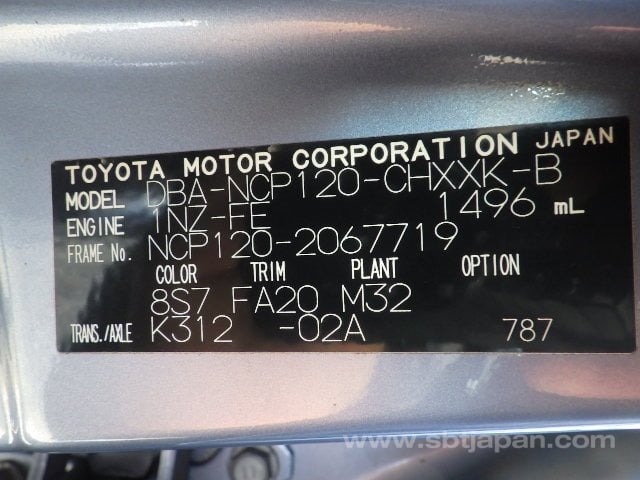 TOYOTA MOTOR CORPORATION JAPAN
MODEL DBA-NCP120-CHXXK-B
ENGINE 1NZ-FE 1496 mL
FRAME No. NCP120-2067719
COLOR TRIM PLANT OPTION
8S7 FA20 M32
TRANS./AXLE K312 -02A 787
www.sbtjapan.com